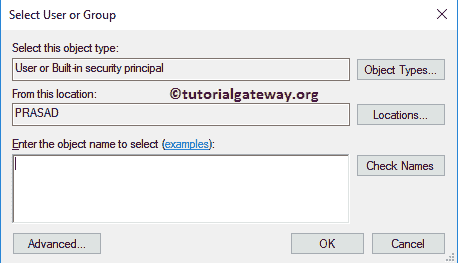 Select User or Group
Select this object type:
User or Built-in security principal
Object Types...
From this location:
©tutorialgateway.org
PRASAD
Locations...
Enter the object name to select (examples):
Check Names
Advanced...
OK
Cancel